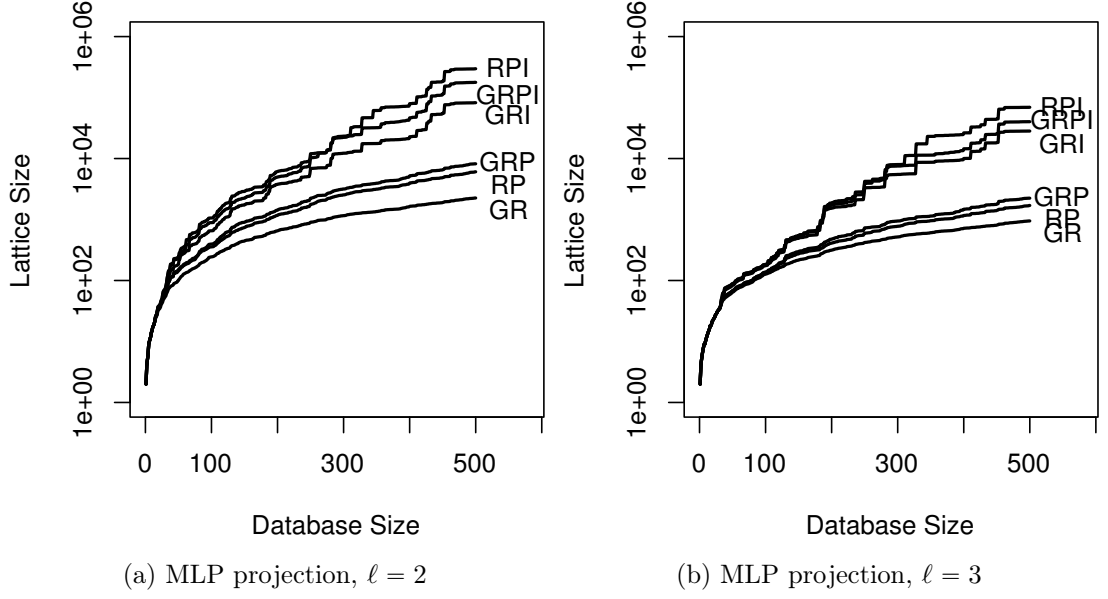 1e+06
1e+04
1e+02
1e+00
Lattice Size
RPI
GRPI
GRI
GRP
RP
GR
0 100 300 500
Database Size
(a) MLP projection, ℓ = 2
1e+06
1e+04
1e+02
1e+00
Lattice Size
RPI
GRPI
GRI
GRP
RP
GR
0 100 300 500
Database Size
(b) MLP projection, ℓ = 3